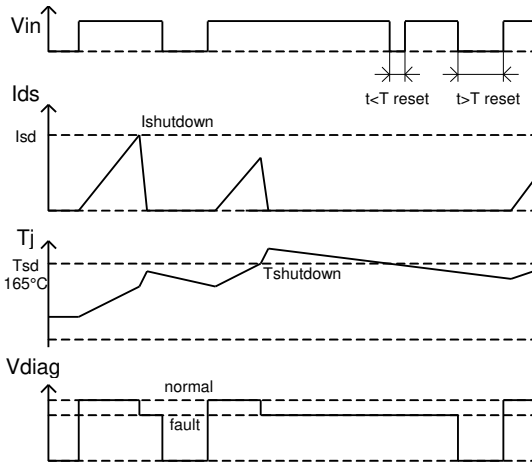 Vin
t<T reset
t>T reset
Ids
Ishutdown
Isd
Tj
Tsd
165°C
Tshutdown
Vdiag
normal
fault